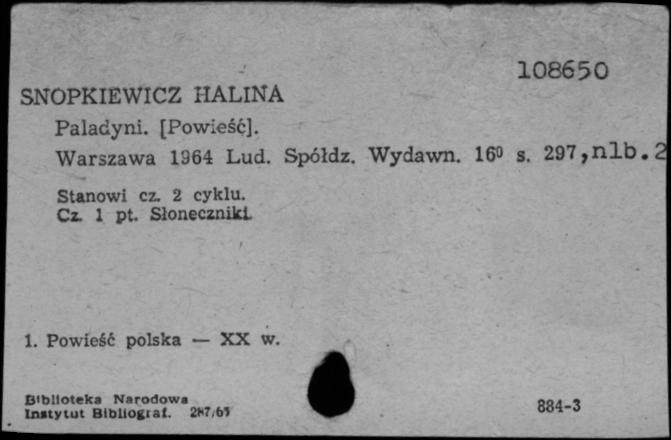 108650
SNOPKIEWICZ HALINA
Paladyni. [Powieść].
Warszawa 1964 Lud. Spółdz. Wydawn. 16⁰ s. 297,nlb.2
Stanowi cz. 2 cyklu.
Cz. 1 pt. Słoneczniki.
1. Powieść polska — XX w.
Biblioteka Narodowa
Instytut Bibliograf. 287/65
884-3